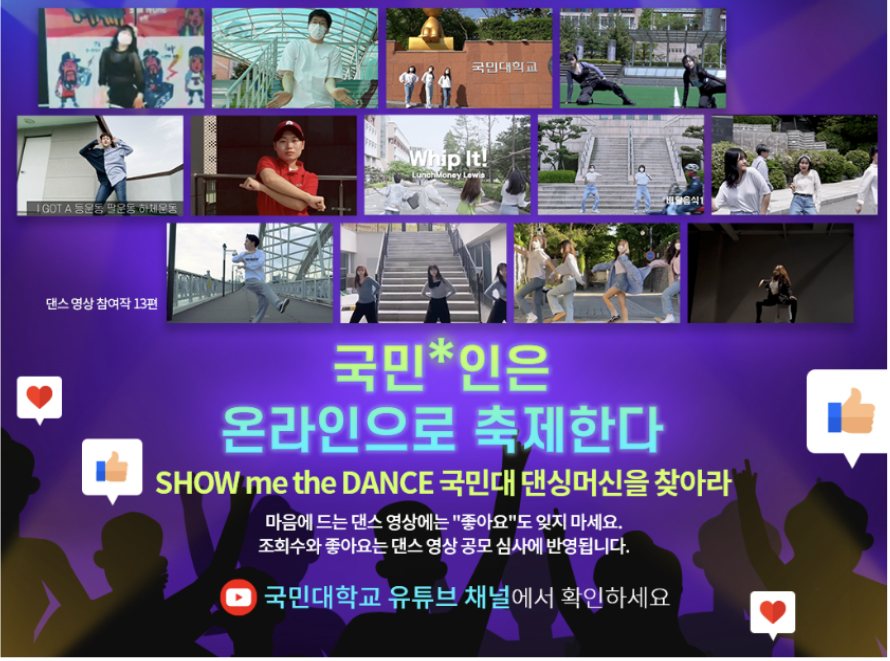 국민대학교
I GOT A 등운동 팔운동 하체운동
Whip It!
LunchMoney Lewis
댄스 영상 참여작 13편
국민*인은
온라인으로 축제한다
SHOW me the DANCE 국민대 댄싱머신을 찾아라
마음에 드는 댄스 영상에는 "좋아요"도 잊지 마세요.
조회수와 좋아요는 댄스 영상 공모 심사에 반영됩니다.
국민대학교 유튜브 채널에서 확인하세요